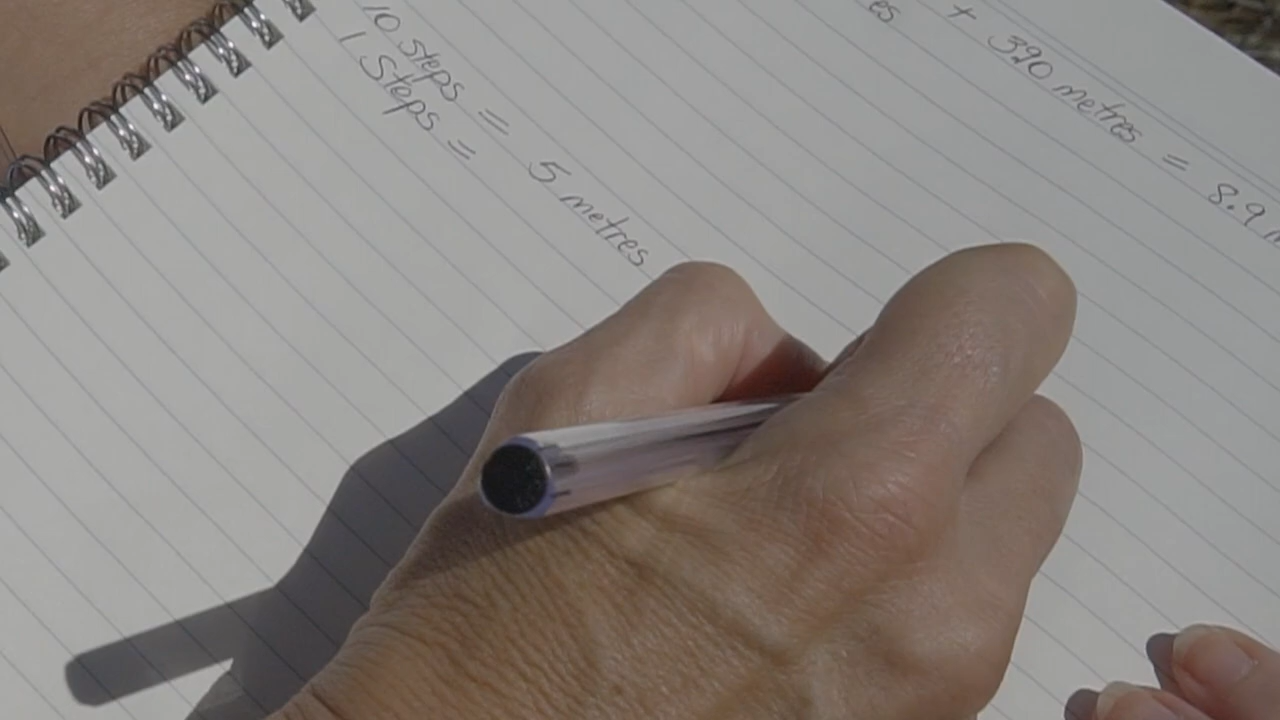 + 390 metres = 8.9
10 steps = 5 metres
1 Steps =